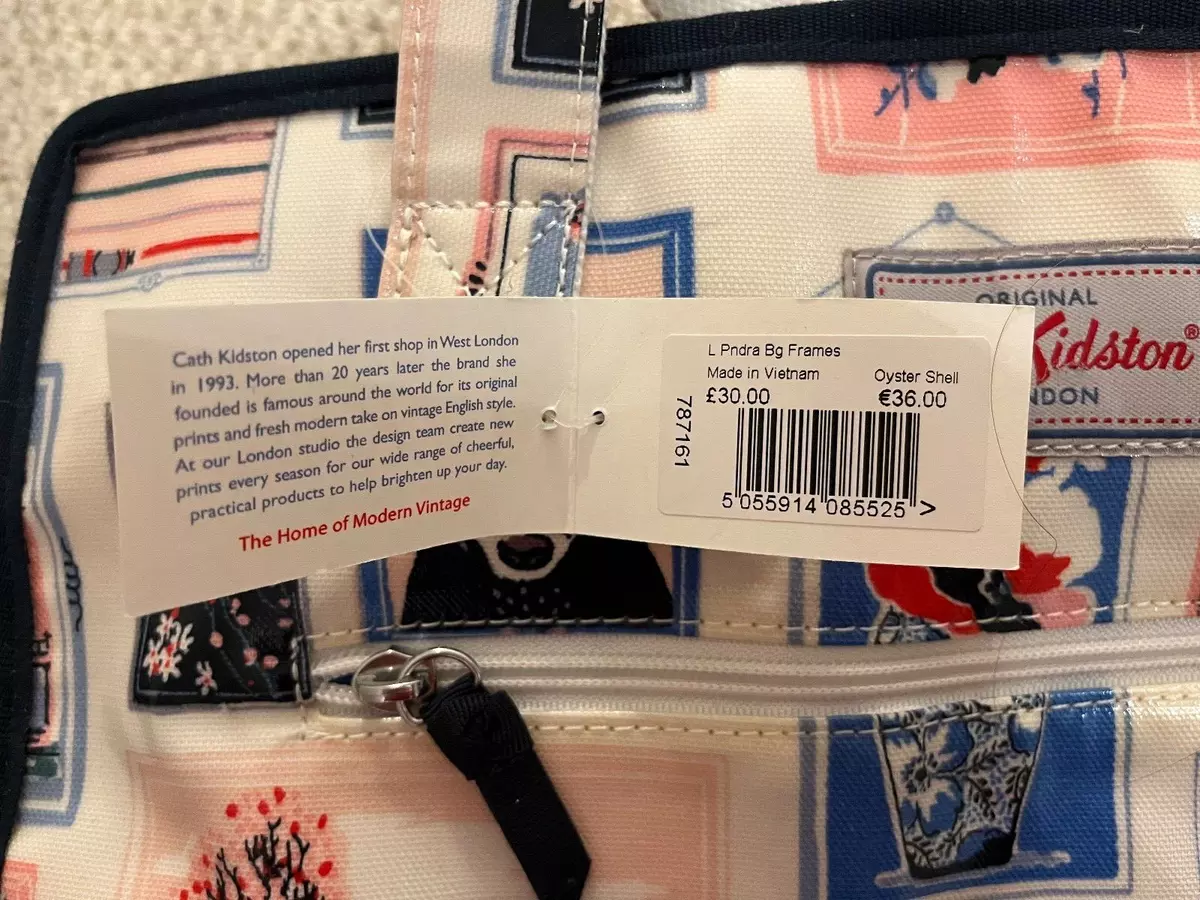 Cath Kidston opened her first shop in West London
in 1993. More than 20 years later the brand she
founded is famous around the world for its original
prints and fresh modern take on vintage English style.
At our London studio the design team create new
prints every season for our wide range of cheerful,
practical products to help brighten up your day.
The Home of Modern Vintage
L Pndra Bg Frames
Made in Vietnam Oyster Shell
£30.00 €36.00
787161
5 055914 085525 >
ORIGINAL
Kidston®
NDON